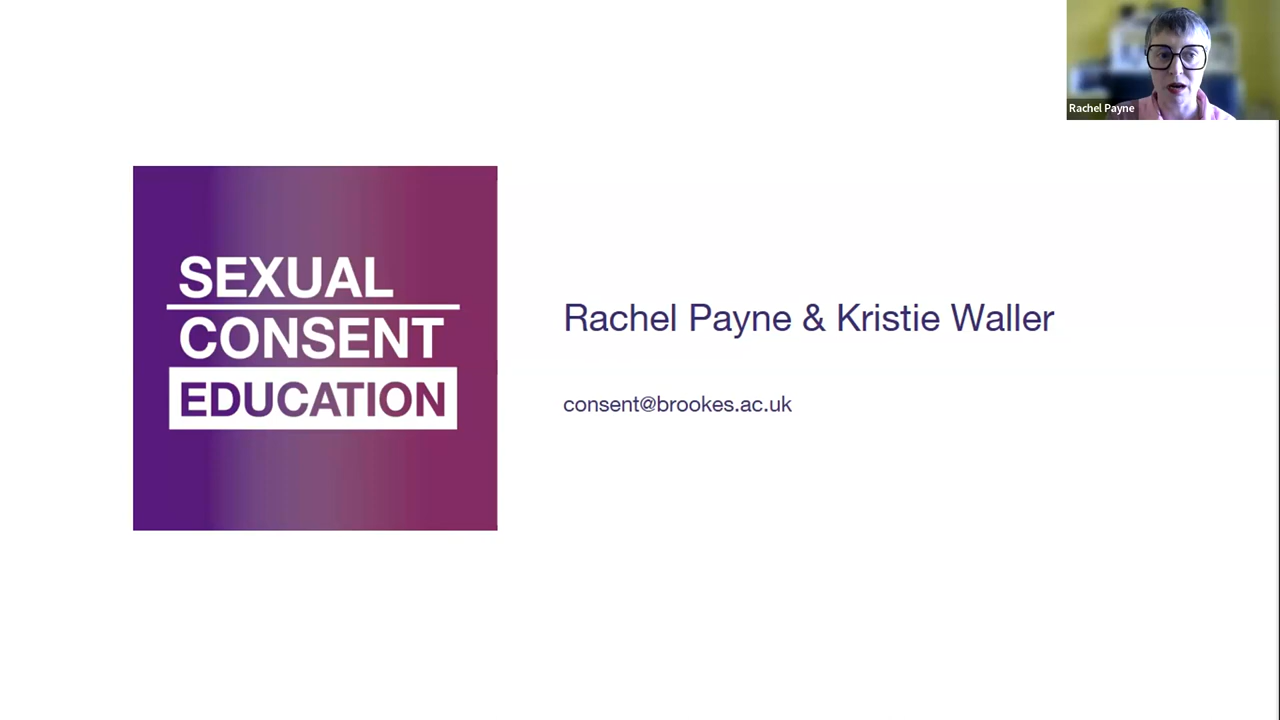 Rachel Payne
SEXUAL
CONSENT
EDUCATION
Rachel Payne & Kristie Waller
consent@brookes.ac.uk